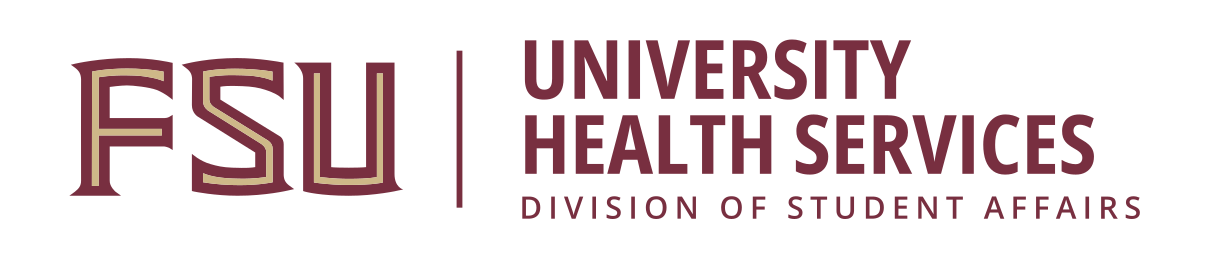 FSU
UNIVERSITY
HEALTH SERVICES
DIVISION OF STUDENT AFFAIRS